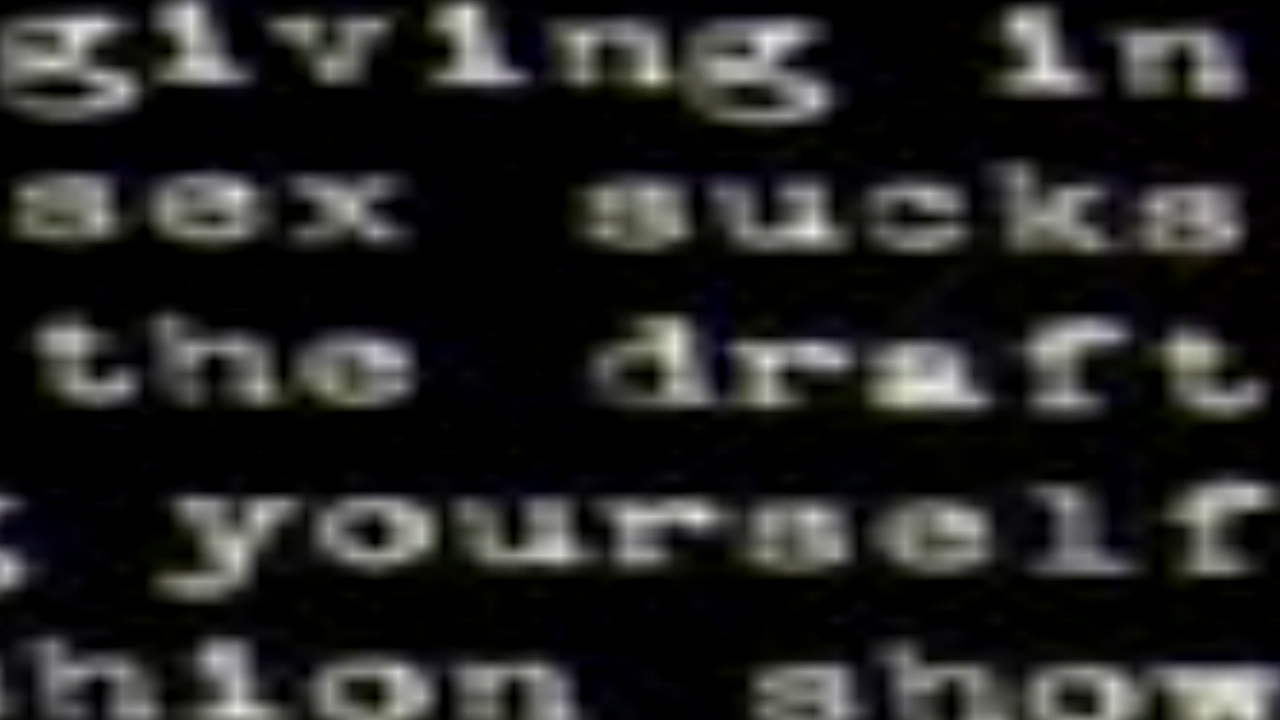 giving in
sex sucks
the draft
yourself
hion show